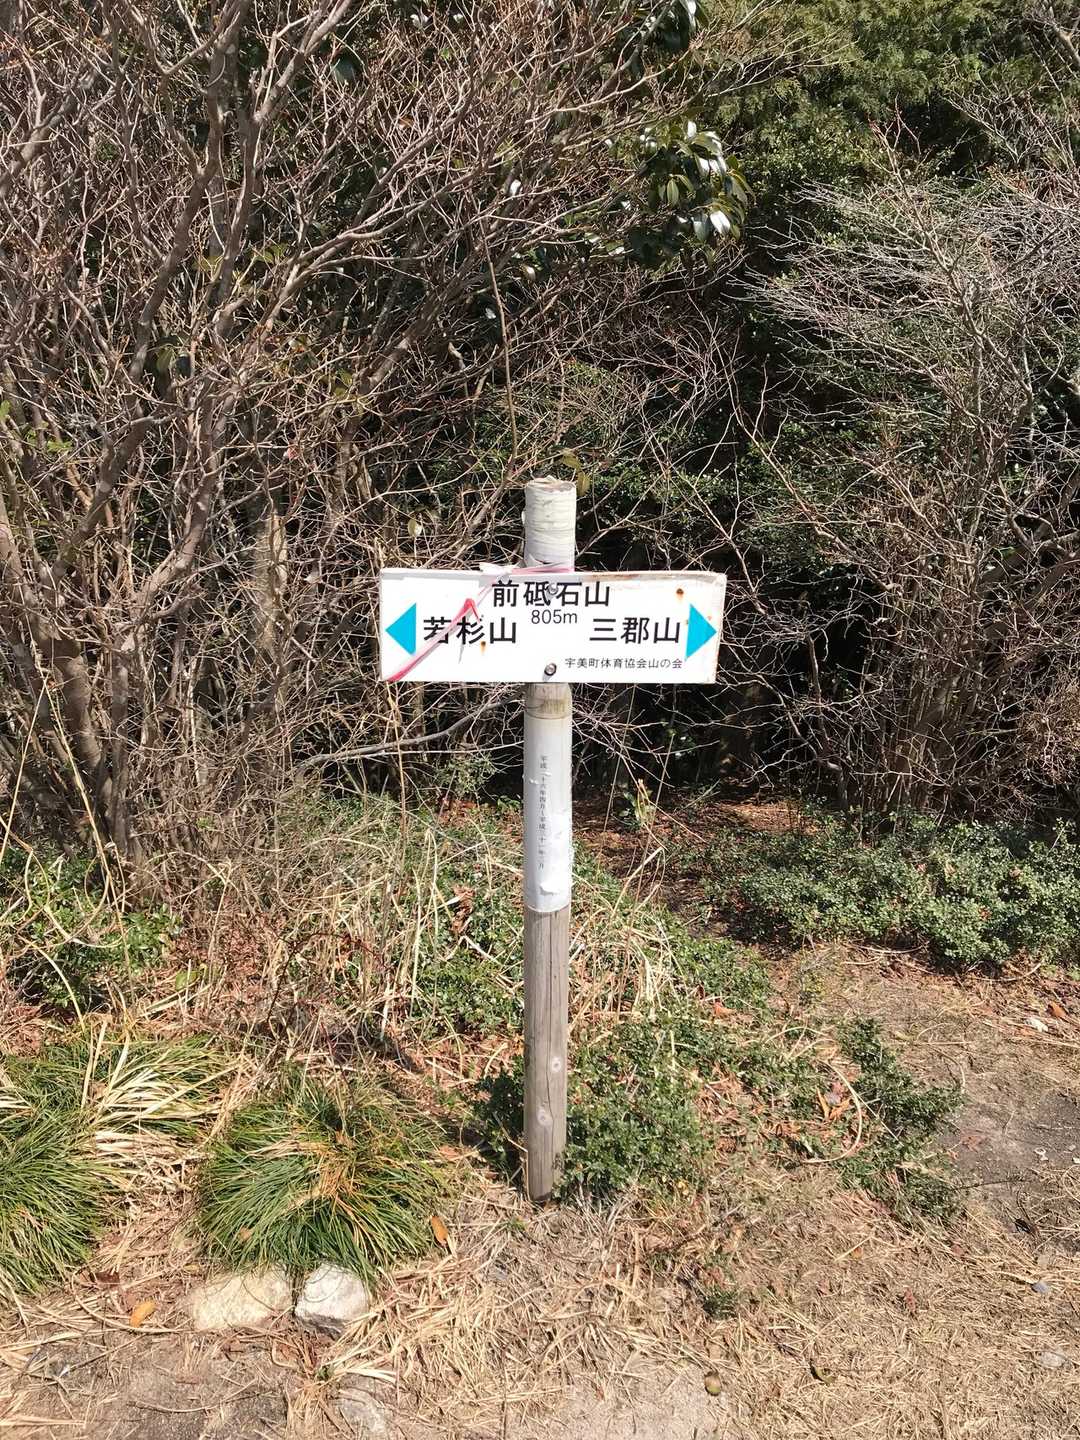 前砥石山
805m
若杉山 三郡山
宇美町体育協会山の会